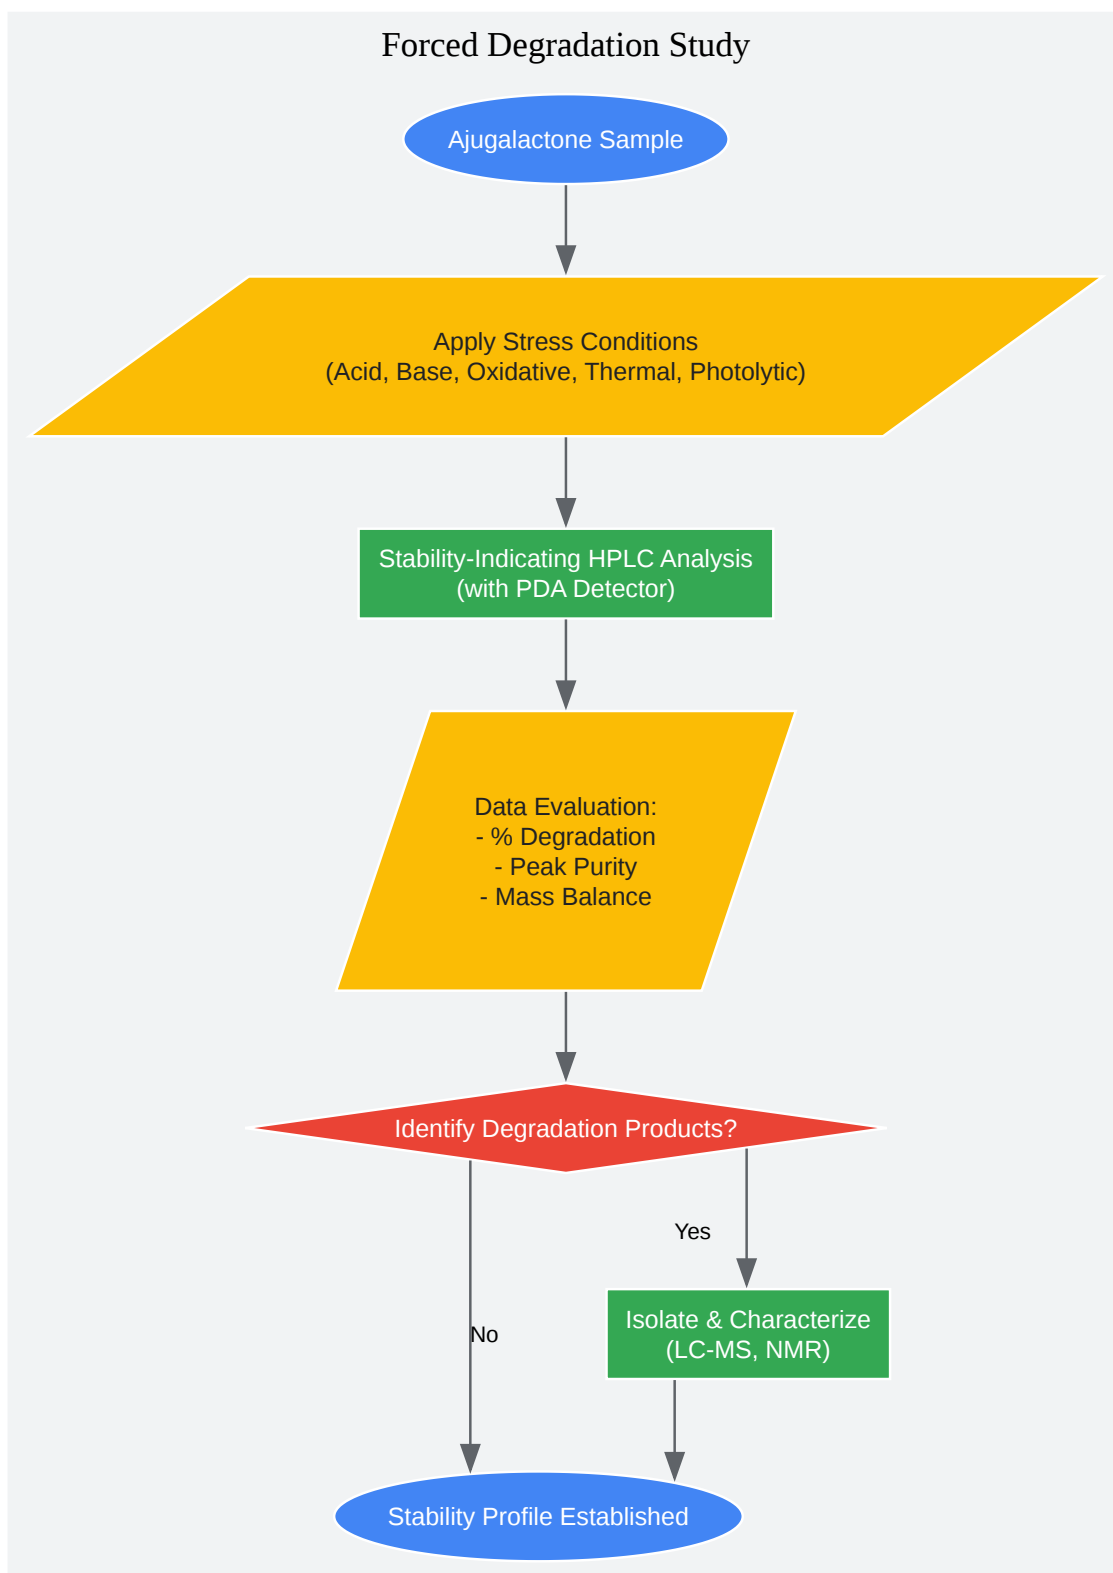 Forced Degradation Study
Ajugalactone Sample
Apply Stress Conditions
(Acid, Base, Oxidative, Thermal, Photolytic)
Stability-Indicating HPLC Analysis
(with PDA Detector)
Data Evaluation:
- % Degradation
- Peak Purity
- Mass Balance
Identify Degradation Products?
Yes
Isolate & Characterize
(LC-MS, NMR)
No
Stability Profile Established